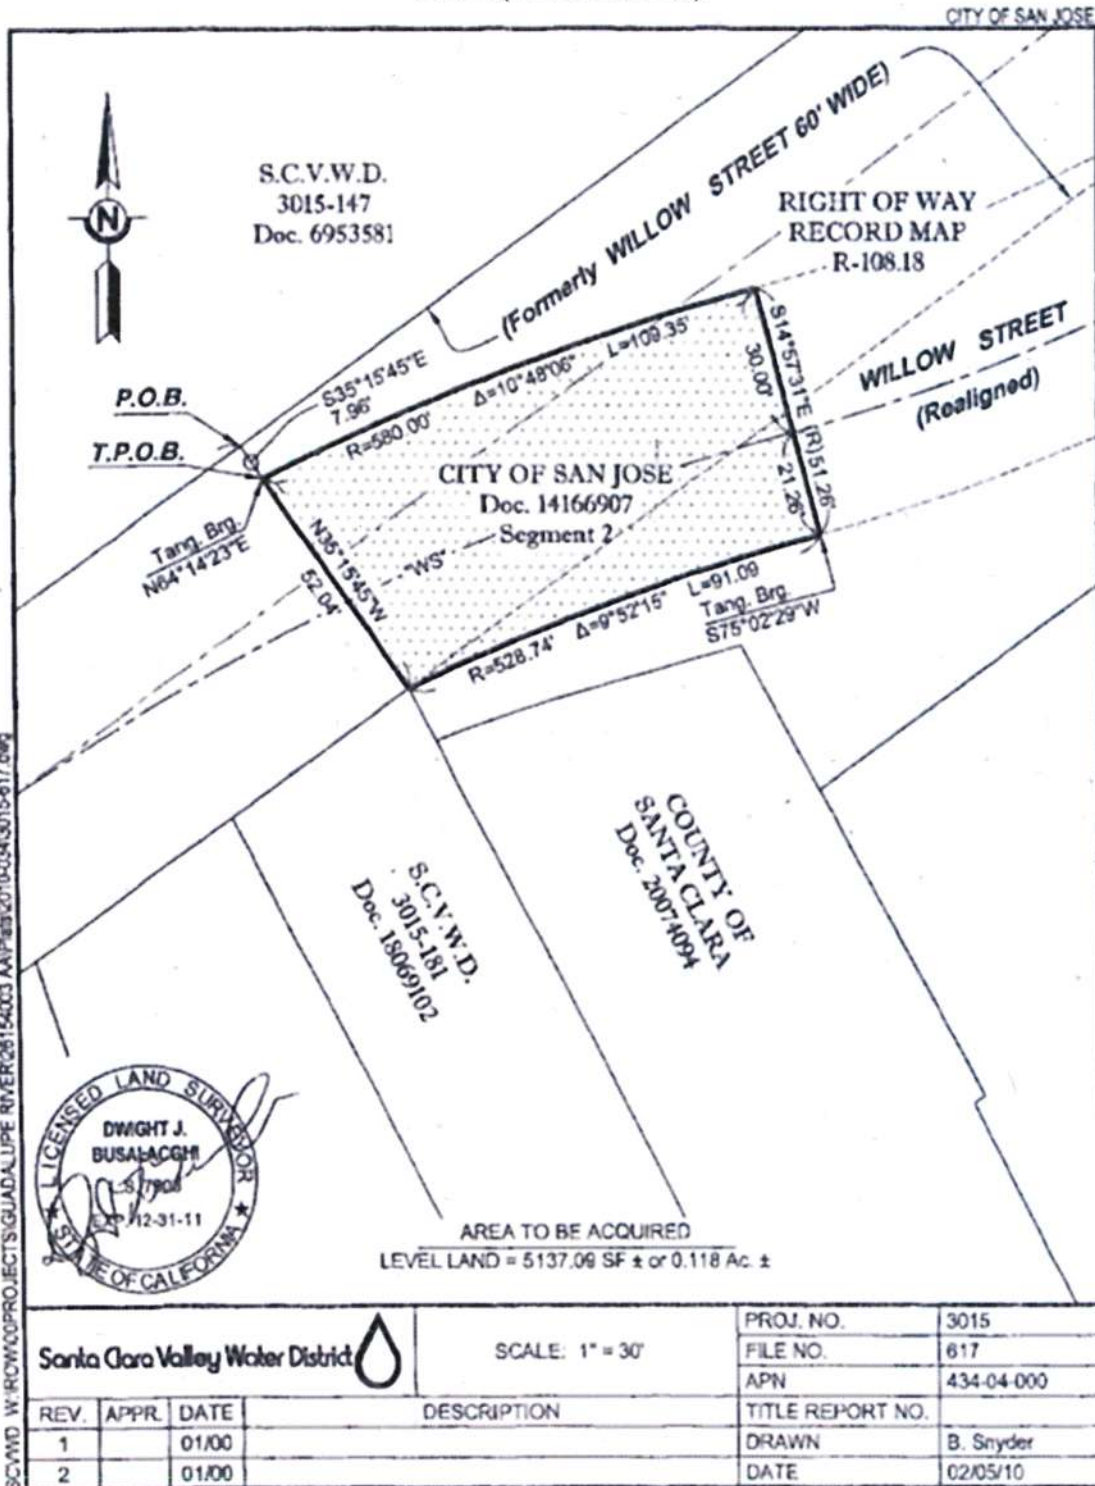 CITY OF SAN JOSE
S.C.V.W.D.
3015-147
Doc. 6953581
(Formerly WILLOW STREET 60' WIDE)
RIGHT OF WAY
RECORD MAP
R-108.18
WILLOW STREET
(Realigned)
N
P.O.B.
T.P.O.B.
S35°15'45"E
7.96'
R=580.00' Δ=10°48'06" L=109.35'
S14°57'31"E (R) 51.26'
30.00'
21.26'
CITY OF SAN JOSE
Doc. 14166907
Segment 2
"WS"
Tang. Brg.
N64°14'23"E
N35°15'45"W
52.04'
R=528.74' Δ=9°52'15" L=91.09
Tang. Brg.
S75°02'29"W
S.C.V.W.D.
3015-181
Doc. 18069102
COUNTY OF
SANTA CLARA
Doc. 20074094
LICENSED LAND SURVEYOR
DWIGHT J.
BUSALACCHI
EXP. 12-31-11
STATE OF CALIFORNIA
AREA TO BE ACQUIRED
LEVEL LAND = 5137.09 SF ± or 0.118 Ac. ±
Santa Clara Valley Water District
SCALE: 1" = 30'
PROJ. NO. 3015
FILE NO. 617
APN 434-04-000
REV. APPR. DATE DESCRIPTION TITLE REPORT NO.
1 01/00 DRAWN B. Snyder
2 01/00 DATE 02/05/10